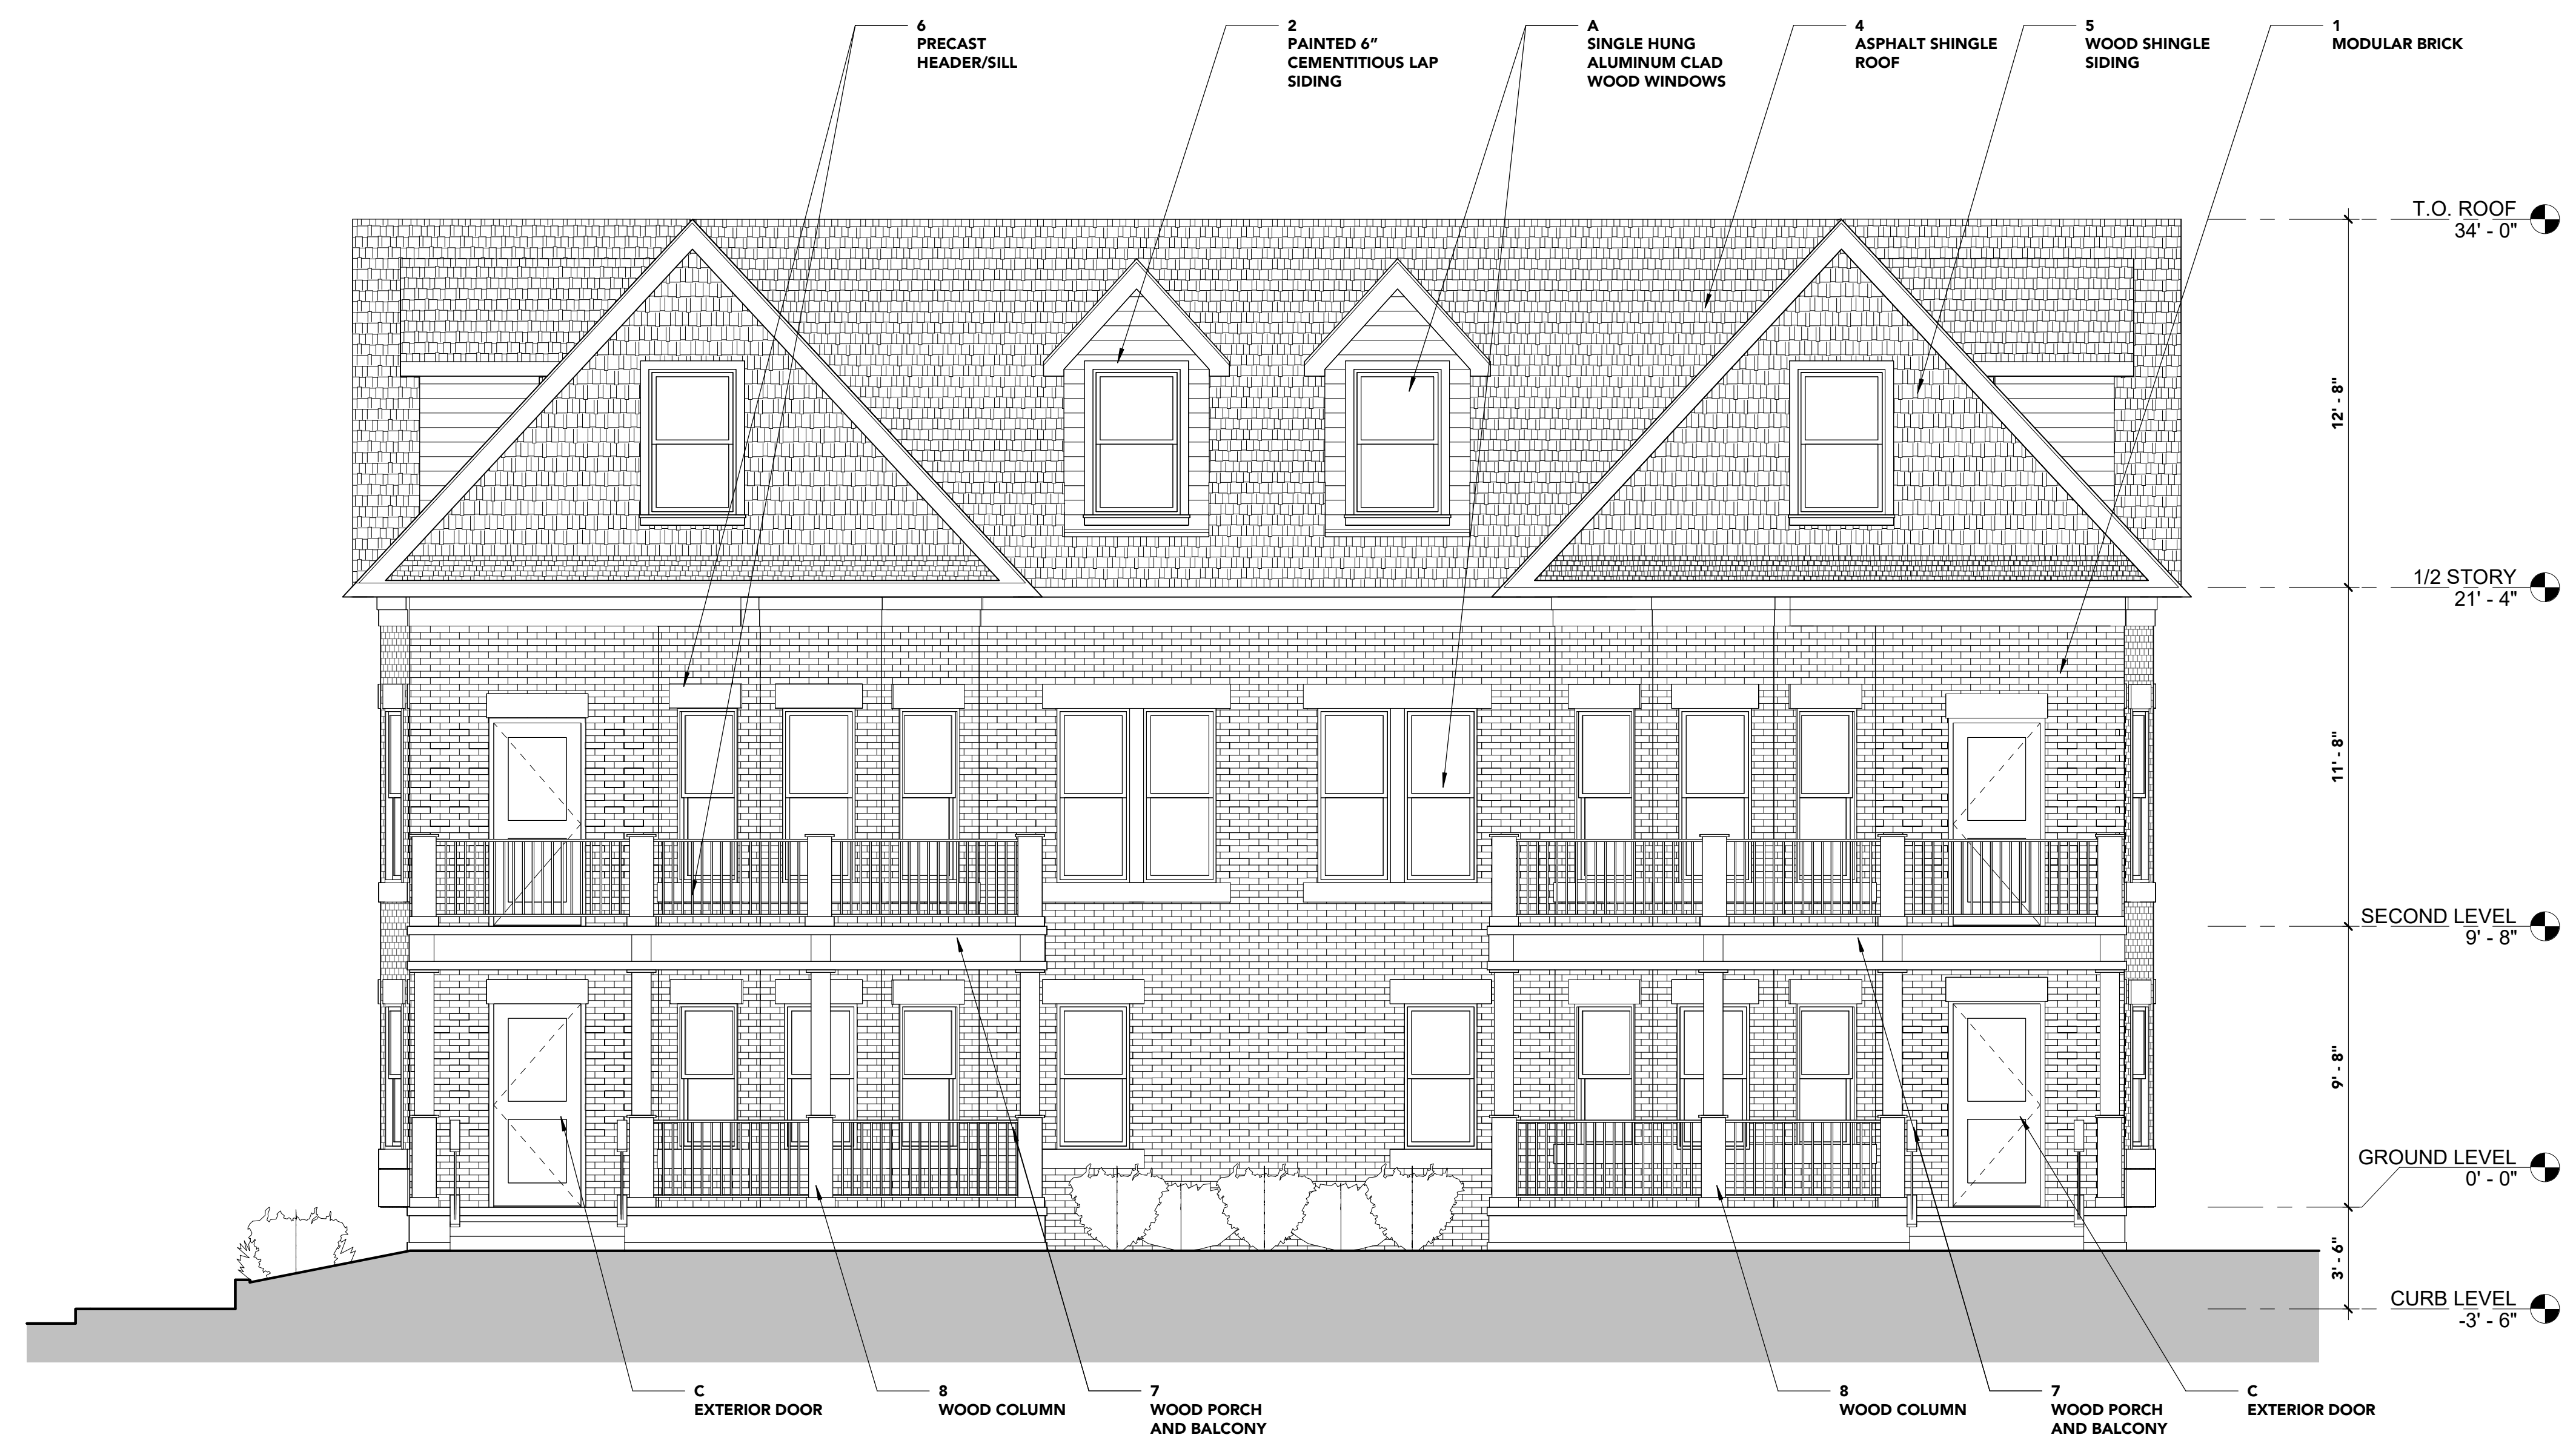 6
PRECAST
HEADER/SILL
2
PAINTED 6”
CEMENTITIOUS LAP
SIDING
A
SINGLE HUNG
ALUMINUM CLAD
WOOD WINDOWS
4
ASPHALT SHINGLE
ROOF
5
WOOD SHINGLE
SIDING
1
MODULAR BRICK
T.O. ROOF
34' - 0"
12' - 8"
1/2 STORY
21' - 4"
11' - 8"
SECOND LEVEL
9' - 8"
9' - 8"
GROUND LEVEL
0' - 0"
3' - 6"
CURB LEVEL
-3' - 6"
C
EXTERIOR DOOR
8
WOOD COLUMN
7
WOOD PORCH
AND BALCONY
8
WOOD COLUMN
7
WOOD PORCH
AND BALCONY
C
EXTERIOR DOOR